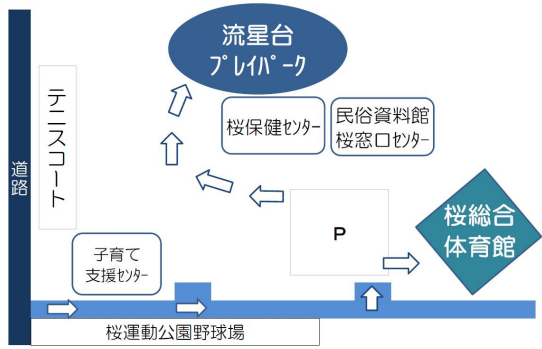 流星台
ﾌﾟﾚｲﾊﾟｰｸ
テニスコート
桜保健ｾﾝﾀｰ
民俗資料館
桜窓口ｾﾝﾀｰ
道路
桜総合
体育館
P
子育て
支援ｾﾝﾀｰ
桜運動公園野球場